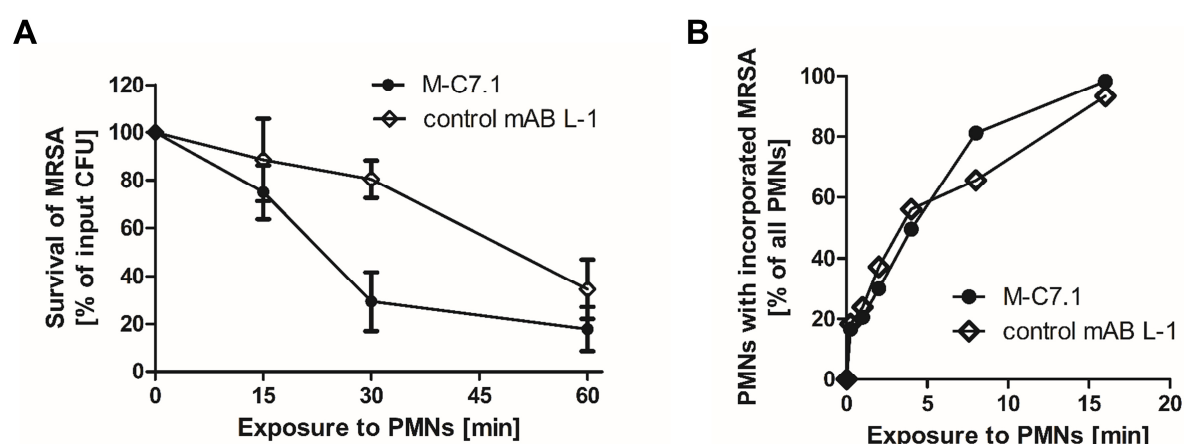 A
Survival of MRSA
[% of input CFU]
120
100
80
60
40
20
0
M-C7.1
control mAB L-1
0 15 30 45 60
Exposure to PMNs [min]
B
PMNs with incorporated MRSA
[% of all PMNs]
100
80
60
40
20
0
M-C7.1
control mAB L-1
0 5 10 15 20
Exposure to PMNs [min]